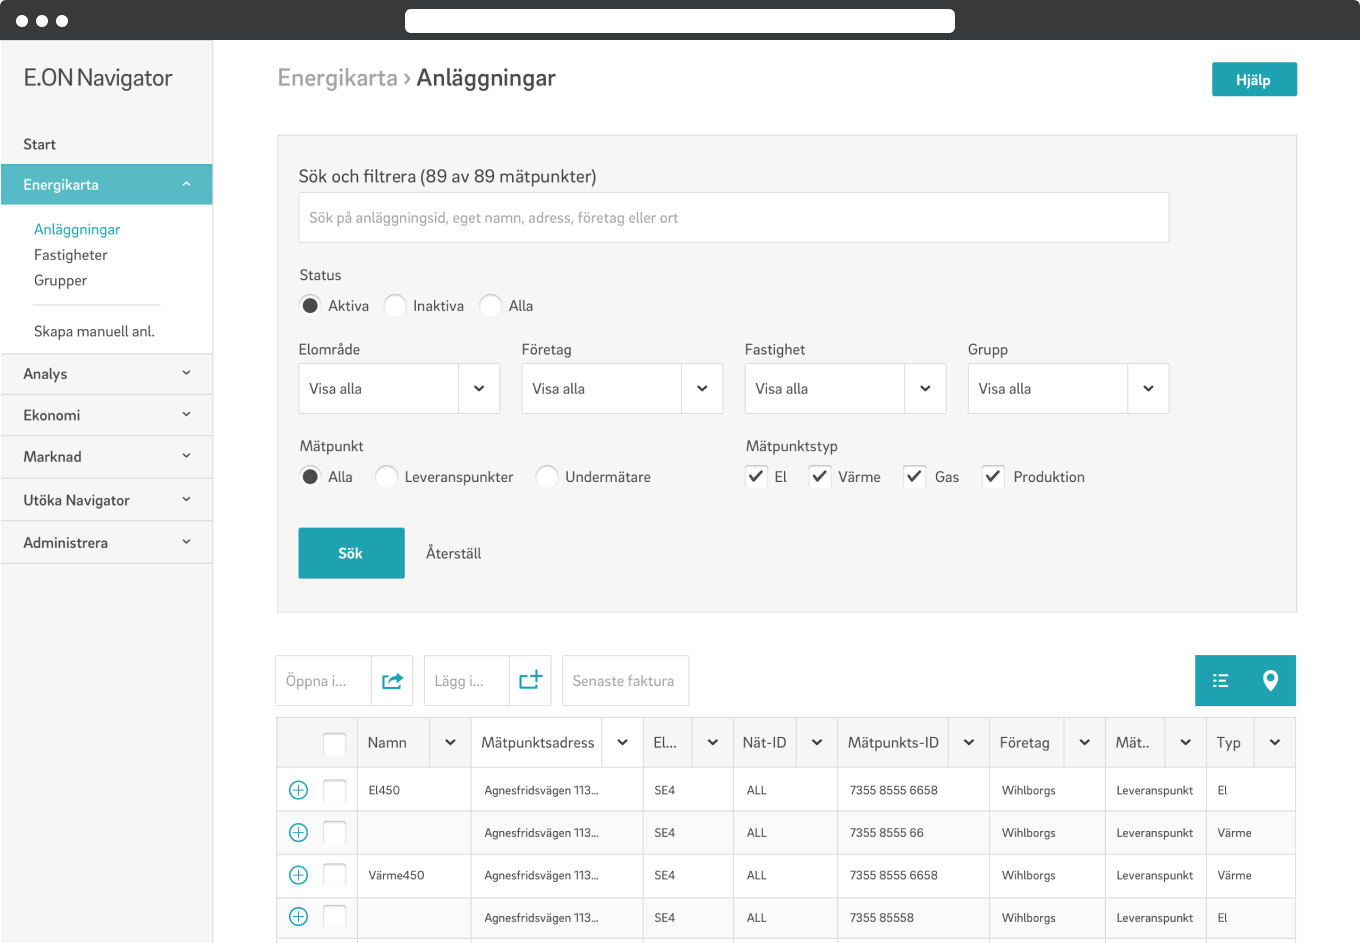 E.ON Navigator
Energikarta › Anläggningar
Hjälp
Start
Energikarta
Anläggningar
Fastigheter
Grupper
Skapa manuell anl.
Analys
Ekonomi
Marknad
Utöka Navigator
Administrera
Sök och filtrera (89 av 89 mätpunkter)
Sök på anläggningsid, eget namn, adress, företag eller ort
Status
Aktiva Inaktiva Alla
Elområde Företag Fastighet Grupp
Visa alla Visa alla Visa alla Visa alla
Mätpunkt Mätpunktstyp
Alla Leveranspunkter Undermätare El Värme Gas Produktion
Sök Återställ
Öppna i... Lägg i... Senaste faktura
Namn Mätpunktsadress El... Nät-ID Mätpunkts-ID Företag Mät.. Typ
El450 Agnesfridsvägen 113... SE4 ALL 7355 8555 6658 Wihlborgs Leveranspunkt El
Agnesfridsvägen 113... SE4 ALL 7355 8555 66 Wihlborgs Leveranspunkt Värme
Värme450 Agnesfridsvägen 113... SE4 ALL 7355 8555 6658 Wihlborgs Leveranspunkt Värme
Agnesfridsvägen 113... SE4 ALL 7355 85558 Wihlborgs Leveranspunkt El